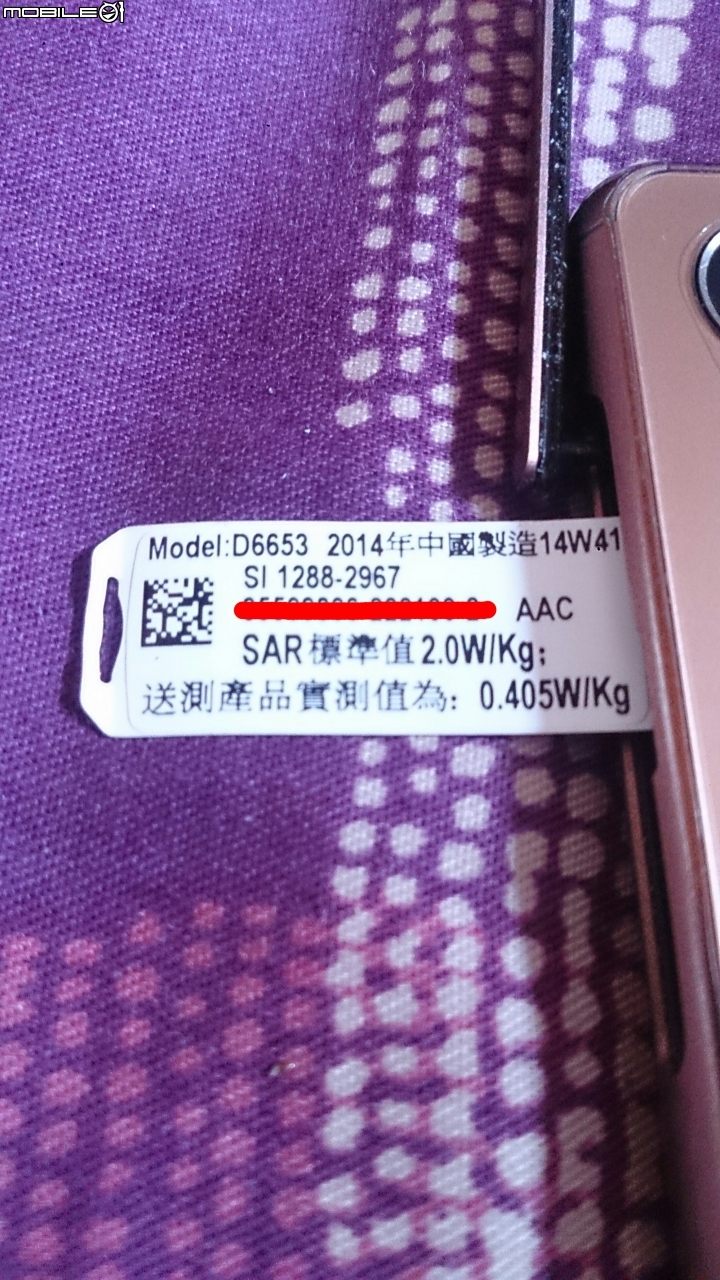 MOBILE01
Model:D6653 2014年中國製造14W41
SI 1288-2967
AAC
SAR標準值2.0W/Kg;
送測產品實測值為: 0.405W/Kg